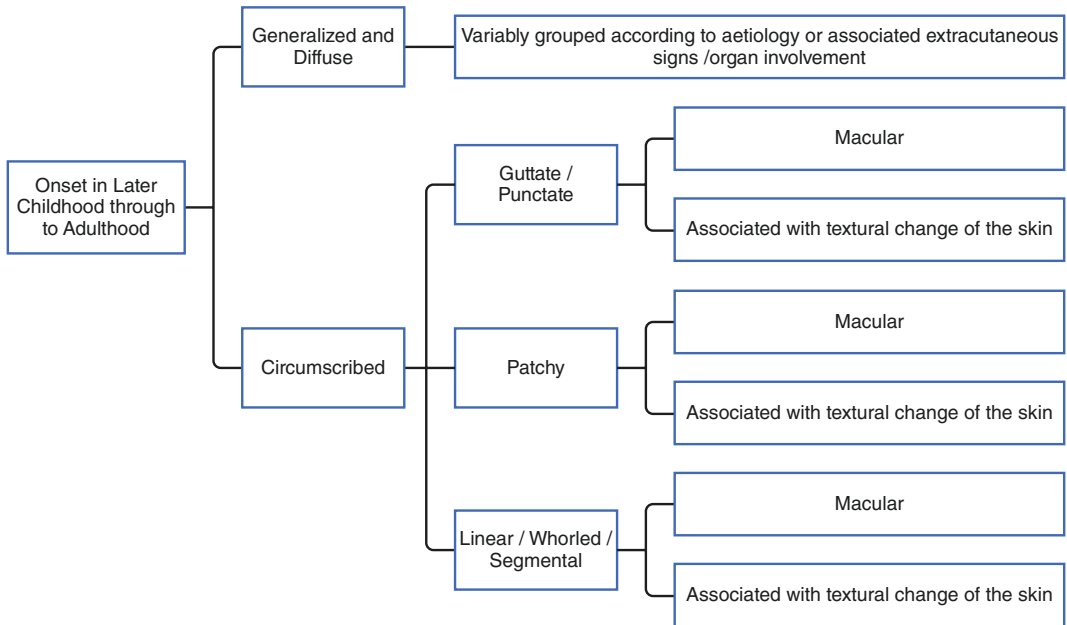 Onset in Later
Childhood through
to Adulthood
Generalized and
Diffuse
Variably grouped according to aetiology or associated extracutaneous
signs /organ involvement
Circumscribed
Guttate /
Punctate
Macular
Associated with textural change of the skin
Patchy
Macular
Associated with textural change of the skin
Linear / Whorled /
Segmental
Macular
Associated with textural change of the skin